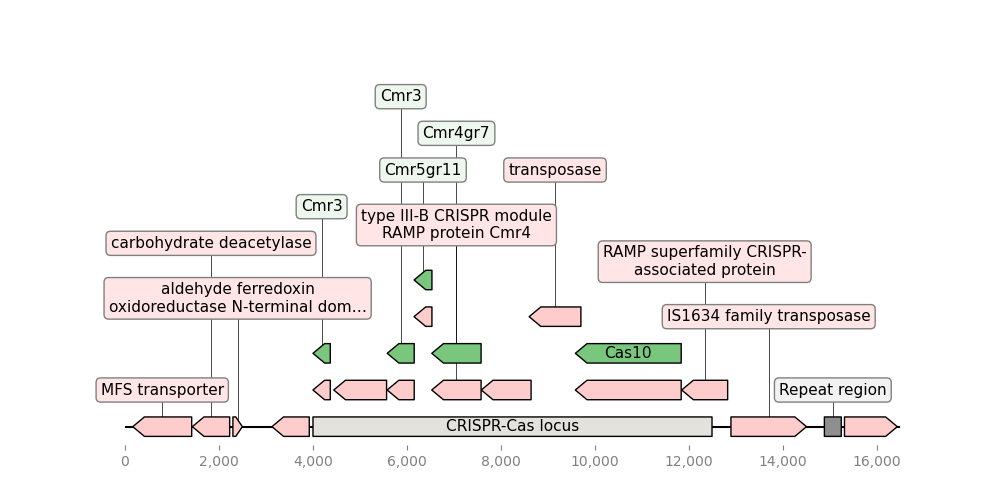 Cmr3
Cmr4gr7
Cmr5gr11
transposase
Cmr3
type III-B CRISPR module
RAMP protein Cmr4
carbohydrate deacetylase
RAMP superfamily CRISPR-
associated protein
aldehyde ferredoxin
oxidoreductase N-terminal dom...
IS1634 family transposase
Cas10
MFS transporter
Repeat region
CRISPR-Cas locus
0 2,000 4,000 6,000 8,000 10,000 12,000 14,000 16,000